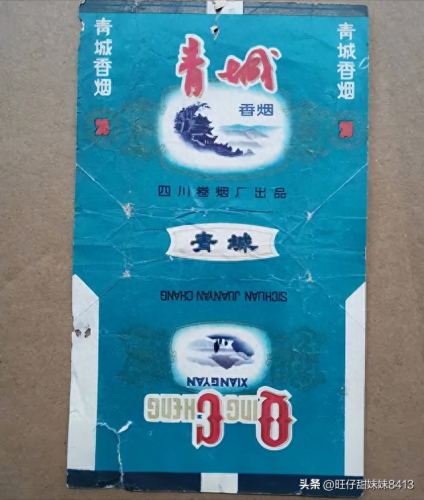 青城香烟
青城
青城香烟
香烟
四川卷烟厂出品
青城
SICHUAN JUANYAN CHANG
XIANGYAN
QING CHENG
头条 @旺仔甜妹妹8413